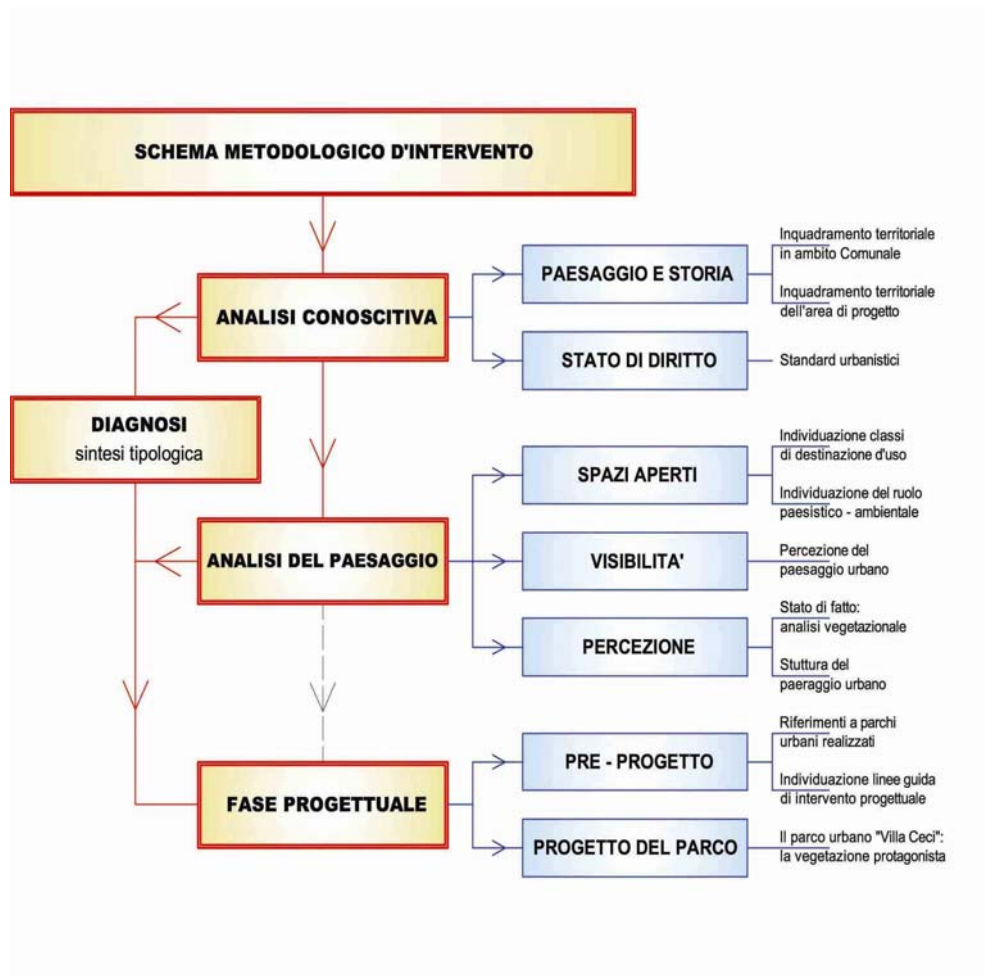 SCHEMA METODOLOGICO D'INTERVENTO
ANALISI CONOSCITIVA
PAESAGGIO E STORIA
Inquadramento territoriale
in ambito Comunale
Inquadramento territoriale
dell'area di progetto
STATO DI DIRITTO
Standard urbanistici
DIAGNOSI
sintesi tipologica
ANALISI DEL PAESAGGIO
SPAZI APERTI
Individuazione classi
di destinazione d'uso
Individuazione del ruolo
paesistico - ambientale
VISIBILITA'
Percezione del
paesaggio urbano
PERCEZIONE
Stato di fatto:
analisi vegetazionale
Stuttura del
paeraggio urbano
FASE PROGETTUALE
PRE - PROGETTO
Riferimenti a parchi
urbani realizzati
Individuazione linee guida
di intervento progettuale
PROGETTO DEL PARCO
Il parco urbano "Villa Ceci":
la vegetazione protagonista